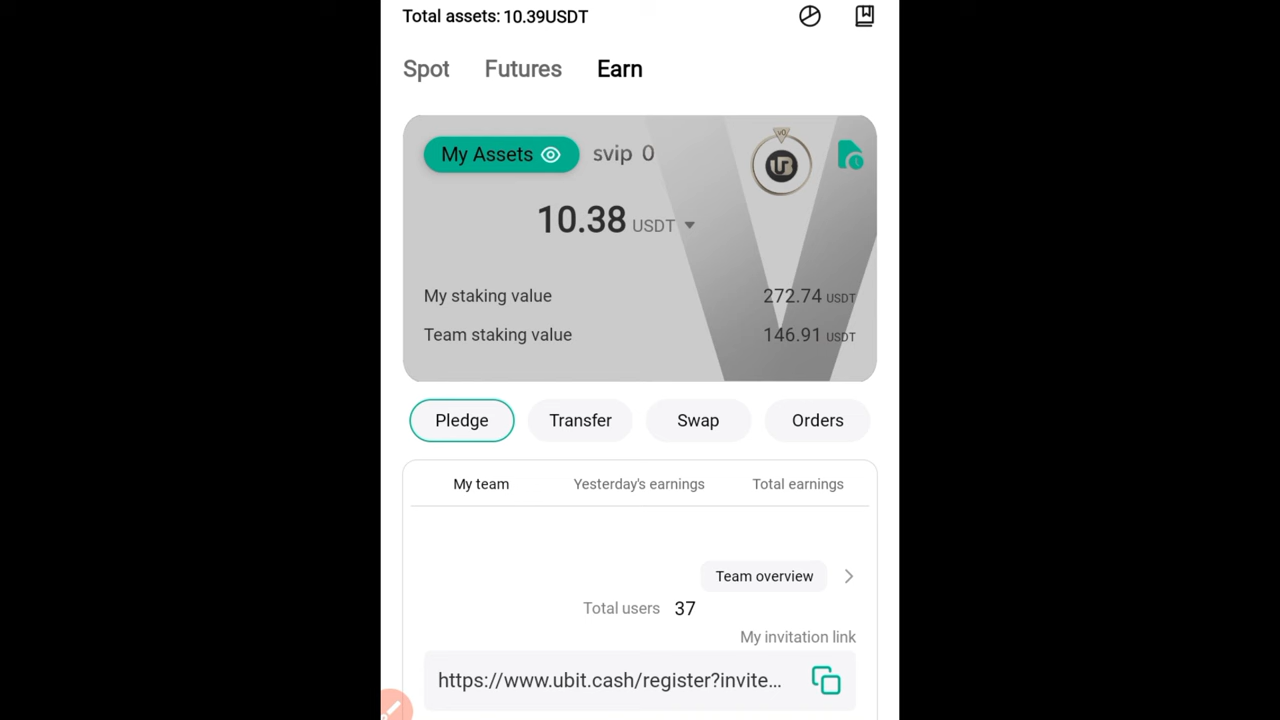 Total assets: 10.39USDT
Spot Futures Earn
My Assets svip 0
V0
UB
10.38 USDT
My staking value 272.74 USDT
Team staking value 146.91 USDT
Pledge Transfer Swap Orders
My team Yesterday's earnings Total earnings
Team overview
Total users 37
My invitation link
https://www.ubit.cash/register?invite...